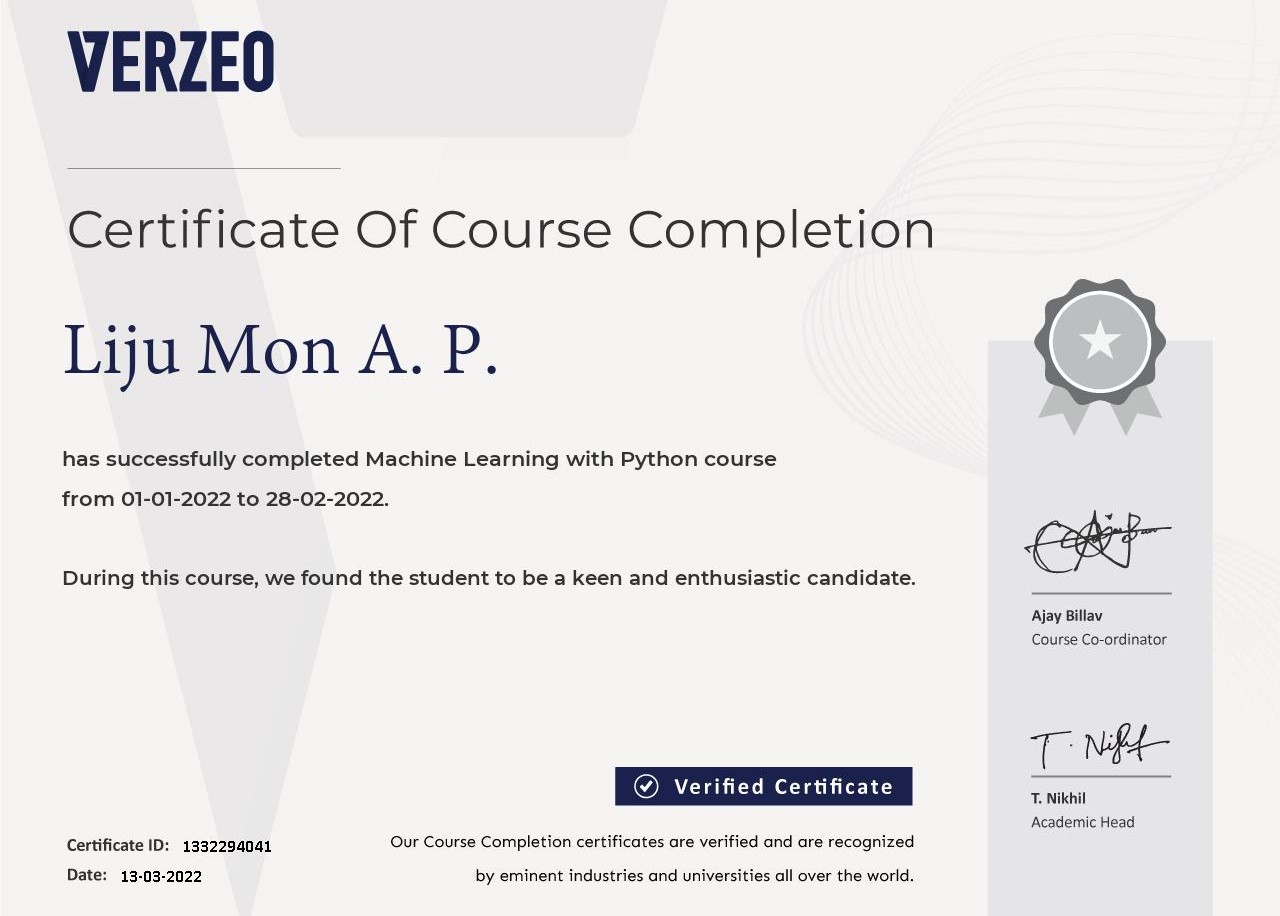 VERZEO
Certificate Of Course Completion
Liju Mon A. P.
has successfully completed Machine Learning with Python course
from 01-01-2022 to 28-02-2022.
During this course, we found the student to be a keen and enthusiastic candidate.
Ajay Billav
Course Co-ordinator
T. Nikhil
T. Nikhil
Academic Head
Verified Certificate
Certificate ID: 1332294041
Date: 13-03-2022
Our Course Completion certificates are verified and are recognized
by eminent industries and universities all over the world.